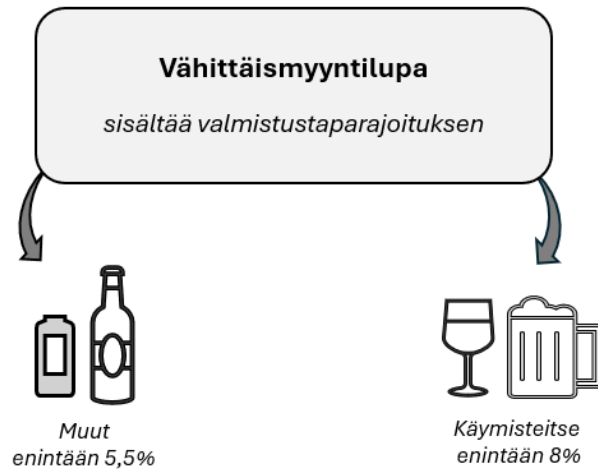 Vähittäismyyntilupa
sisältää valmistustaparajoituksen
Muut
enintään 5,5%
Käymisteitse
enintään 8%